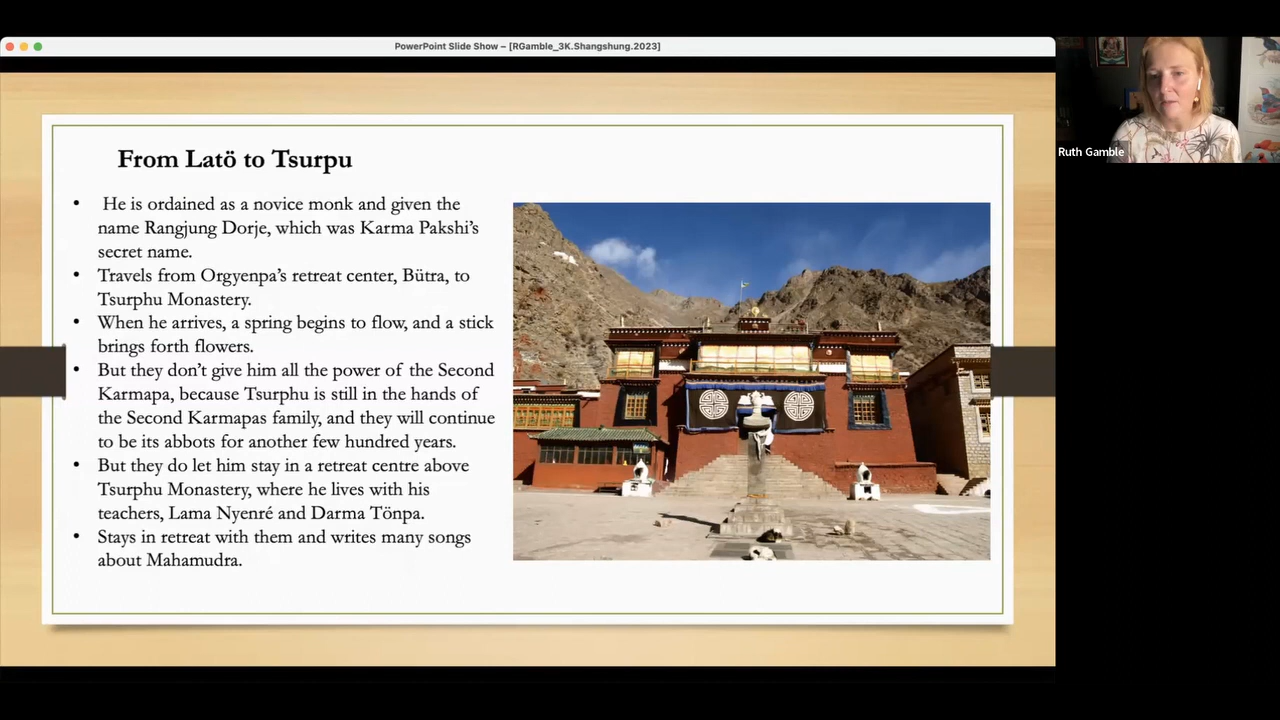 PowerPoint Slide Show – [RGamble_3K.Shangshung.2023]
From Latö to Tsurpu
• He is ordained as a novice monk and given the
name Rangjung Dorje, which was Karma Pakshi’s
secret name.
• Travels from Orgyenpa’s retreat center, Bütra, to
Tsurphu Monastery.
• When he arrives, a spring begins to flow, and a stick
brings forth flowers.
• But they don’t give him all the power of the Second
Karmapa, because Tsurphu is still in the hands of
the Second Karmapas family, and they will continue
to be its abbots for another few hundred years.
• But they do let him stay in a retreat centre above
Tsurphu Monastery, where he lives with his
teachers, Lama Nyenré and Darma Tönpa.
• Stays in retreat with them and writes many songs
about Mahamudra.
Ruth Gamble